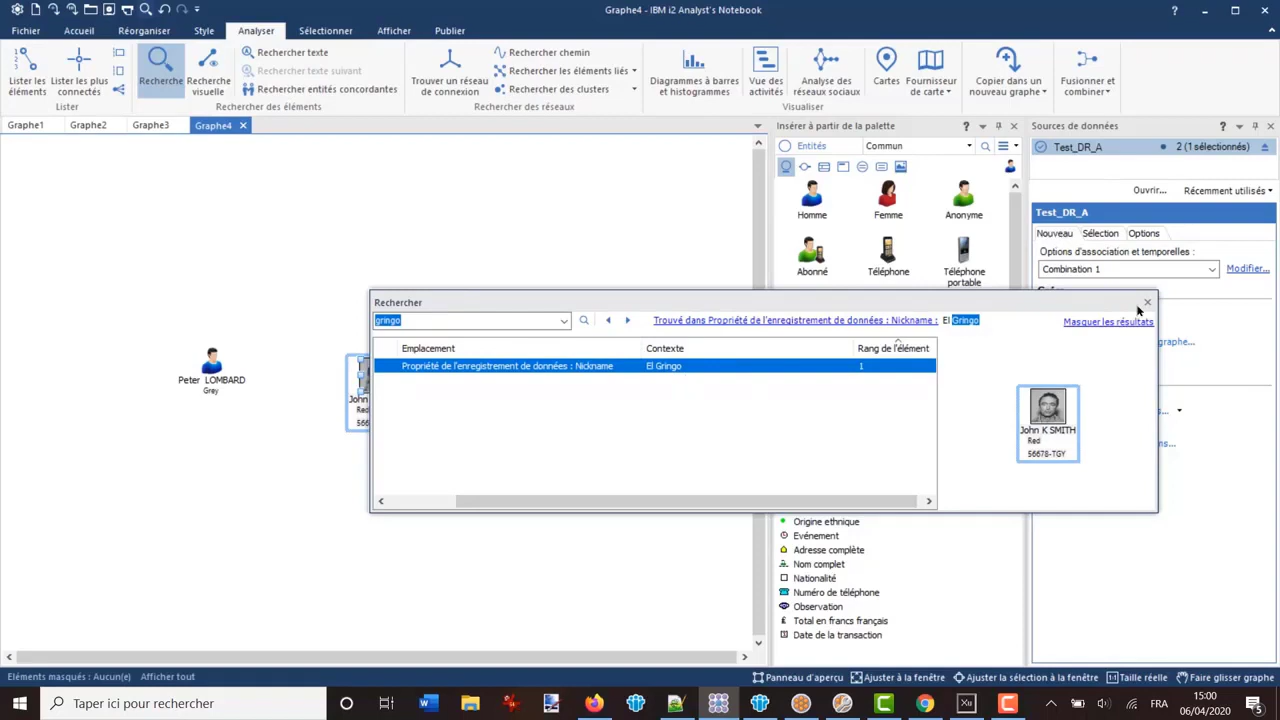 Graphe4 - IBM i2 Analyst's Notebook
Fichier Accueil Réorganiser Style Analyser Sélectionner Afficher Publier
Lister les éléments
Lister les plus connectés
Lister
Recherche
Recherche visuelle
Rechercher texte
Rechercher texte suivant
Rechercher entités concordantes
Rechercher des éléments
Trouver un réseau de connexion
Rechercher chemin
Rechercher les éléments liés
Rechercher des clusters
Rechercher des réseaux
Diagrammes à barres et histogrammes
Vue des activités
Analyse des réseaux sociaux
Cartes
Fournisseur de carte
Visualiser
Copier dans un nouveau graphe
Fusionner et combiner
Graphe1 Graphe2 Graphe3 Graphe4
Insérer à partir de la palette
Entités Commun
Homme Femme Anonyme
Abonné Téléphone Téléphone portable
Sources de données
Test_DR_A 2 (1 sélectionnés)
Ouvrir... Récemment utilisés
Test_DR_A
Nouveau Sélection Options
Options d'association et temporelles :
Combination 1 Modifier...
Rechercher
gringo
Trouvé dans Propriété de l'enregistrement de données : Nickname : El Gringo
Masquer les résultats
Emplacement Contexte Rang de l'élément
Propriété de l'enregistrement de données : Nickname El Gringo 1
John K SMITH
Red
56678-TGY
Peter LOMBARD
Grey
John
Red
566
graphe...
Origine ethnique
Evénement
Adresse complète
Nom complet
Nationalité
Numéro de téléphone
Observation
Total en francs français
Date de la transaction
Eléments masqués : Aucun(e) Afficher tout
Panneau d'aperçu Ajuster à la fenêtre Ajuster la sélection à la fenêtre Taille réelle Faire glisser graphe
Taper ici pour rechercher
FRA
15:00
06/04/2020
5